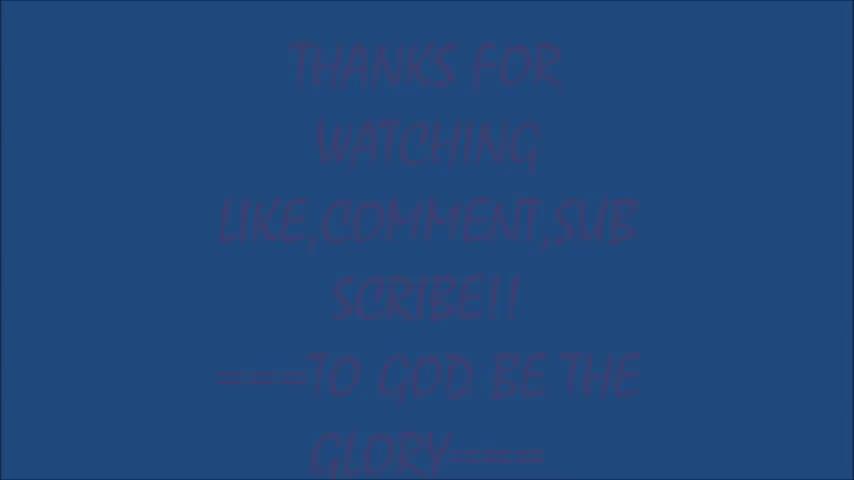 THANKS FOR
WATCHING
LIKE,COMMENT,SUB
SCRIBE!!
===TO GOD BE THE
GLORY===